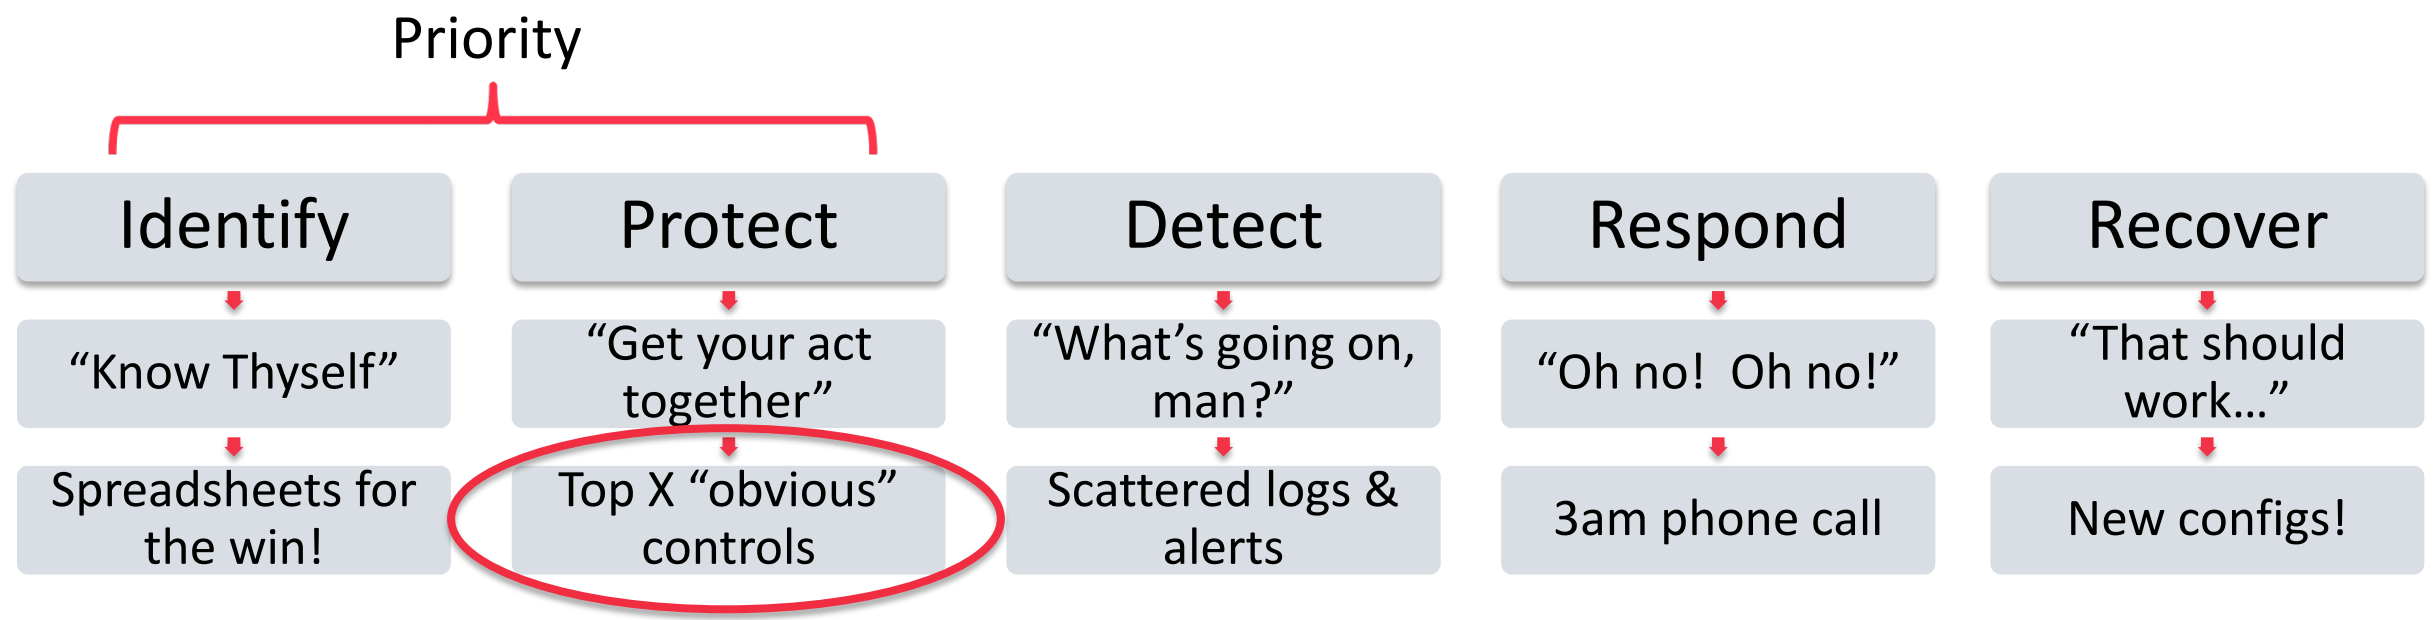 Priority
Identify
Protect
Detect
Respond
Recover
“Know Thyself”
“Get your act
together”
“What’s going on,
man?”
“Oh no!  Oh no!”
“That should
work…”
Spreadsheets for
the win!
Top X “obvious”
controls
Scattered logs &
alerts
3am phone call
New configs!